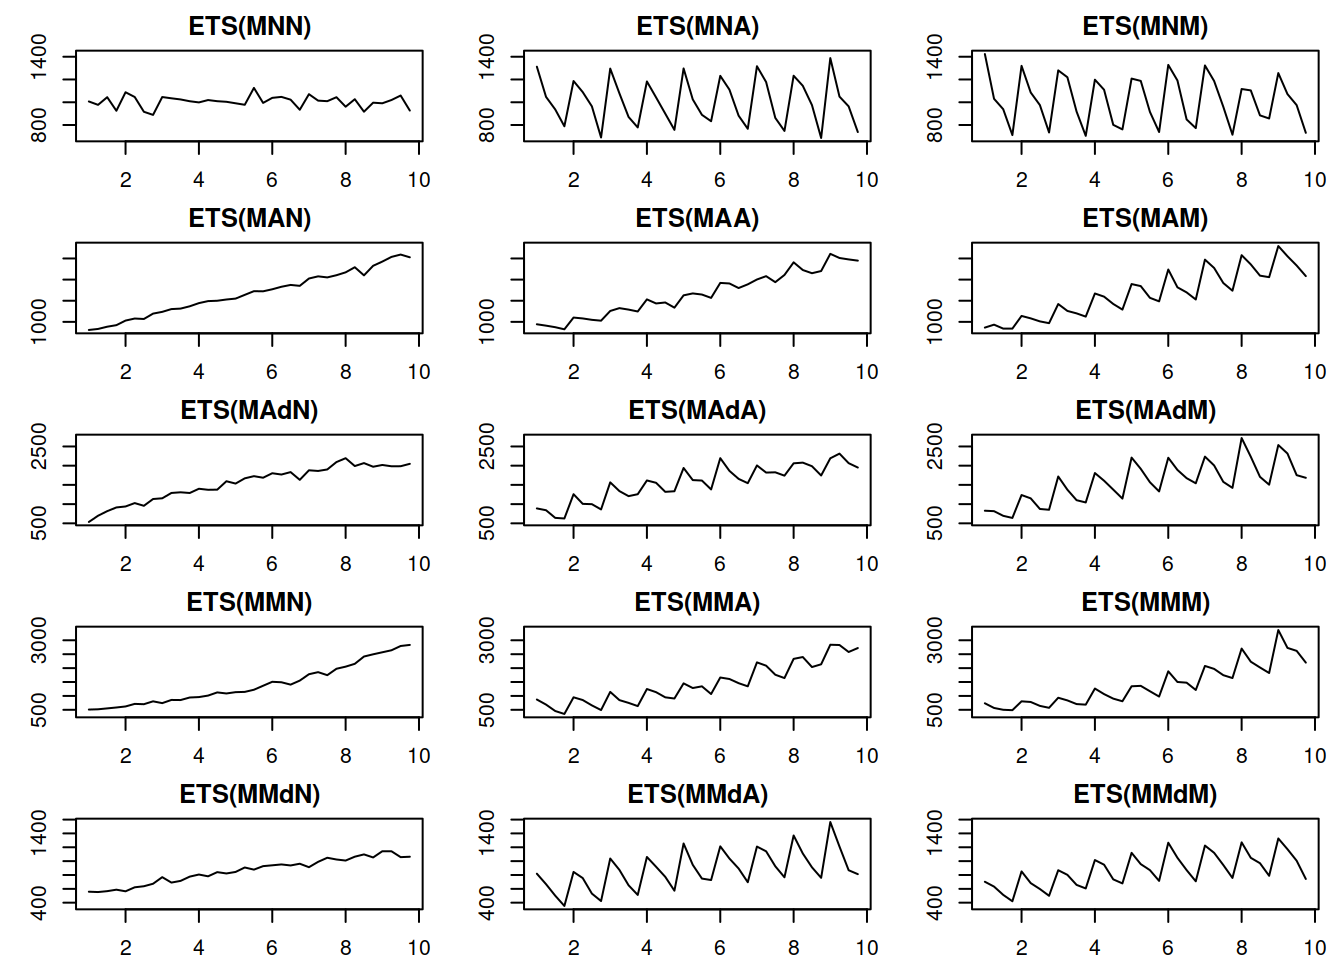 ETS(MNN) ETS(MNA) ETS(MNM)
1400 1400 1400
800 800 800
2 4 6 8 10 2 4 6 8 10 2 4 6 8 10
ETS(MAN) ETS(MAA) ETS(MAM)
1000 1000 1000
2 4 6 8 10 2 4 6 8 10 2 4 6 8 10
ETS(MAdN) ETS(MAdA) ETS(MAdM)
2500 2500 2500
500 500 500
2 4 6 8 10 2 4 6 8 10 2 4 6 8 10
ETS(MMN) ETS(MMA) ETS(MMM)
3000 3000 3000
500 500 500
2 4 6 8 10 2 4 6 8 10 2 4 6 8 10
ETS(MMdN) ETS(MMdA) ETS(MMdM)
1400 1400 1400
400 400 400
2 4 6 8 10 2 4 6 8 10 2 4 6 8 10